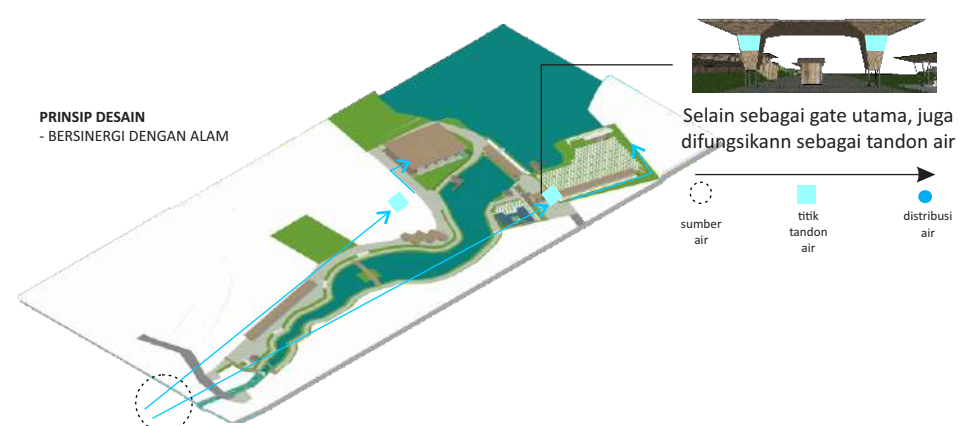 PRINSIP DESAIN
- BERSINERGI DENGAN ALAM
Selain sebagai gate utama, juga
difungsikann sebagai tandon air
sumber
air
titik
tandon
air
distribusi
air